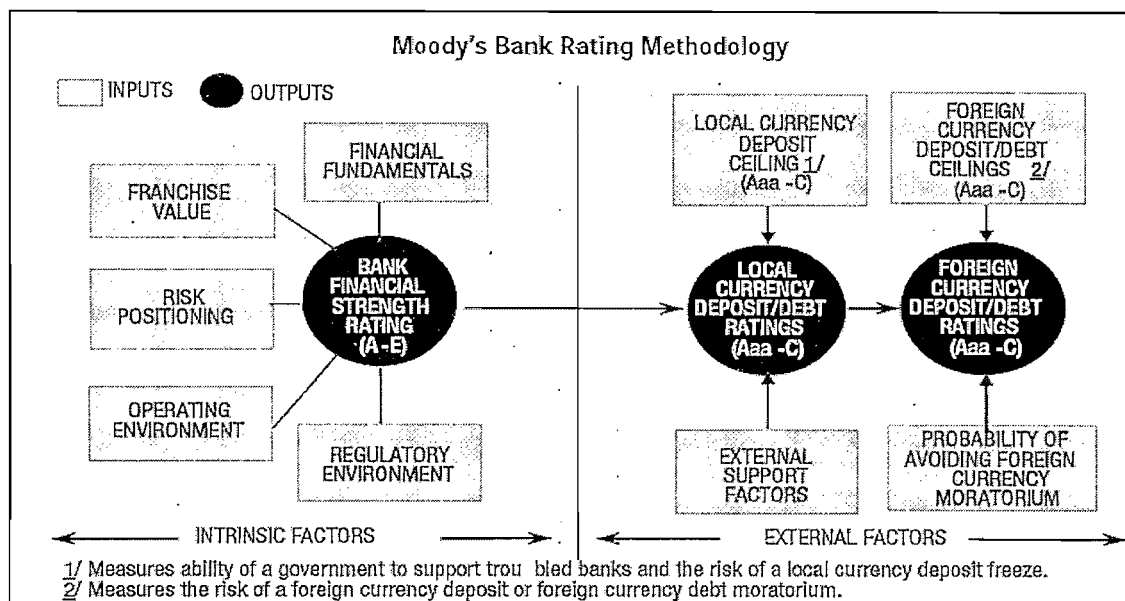 Moody's Bank Rating Methodology
INPUTS
OUTPUTS
FINANCIAL
FUNDAMENTALS
FRANCHISE
VALUE
RISK
POSITIONING
OPERATING
ENVIRONMENT
REGULATORY
ENVIRONMENT
BANK
FINANCIAL
STRENGTH
RATING
(A-E)
LOCAL CURRENCY
DEPOSIT
CEILING 1/
(Aaa -C)
FOREIGN
CURRENCY
DEPOSIT/DEBT
CEILINGS 2/
(Aaa -C)
LOCAL
CURRENCY
DEPOSIT/DEBT
RATINGS
(Aaa -C)
FOREIGN
CURRENCY
DEPOSIT/DEBT
RATINGS
(Aaa -C)
EXTERNAL
SUPPORT
FACTORS
PROBABILITY OF
AVOIDING FOREIGN
CURRENCY
MORATORIUM
INTRINSIC FACTORS
EXTERNAL FACTORS
1/ Measures ability of a government to support trou bled banks and the risk of a local currency deposit freeze.
2/ Measures the risk of a foreign currency deposit or foreign currency debt moratorium.